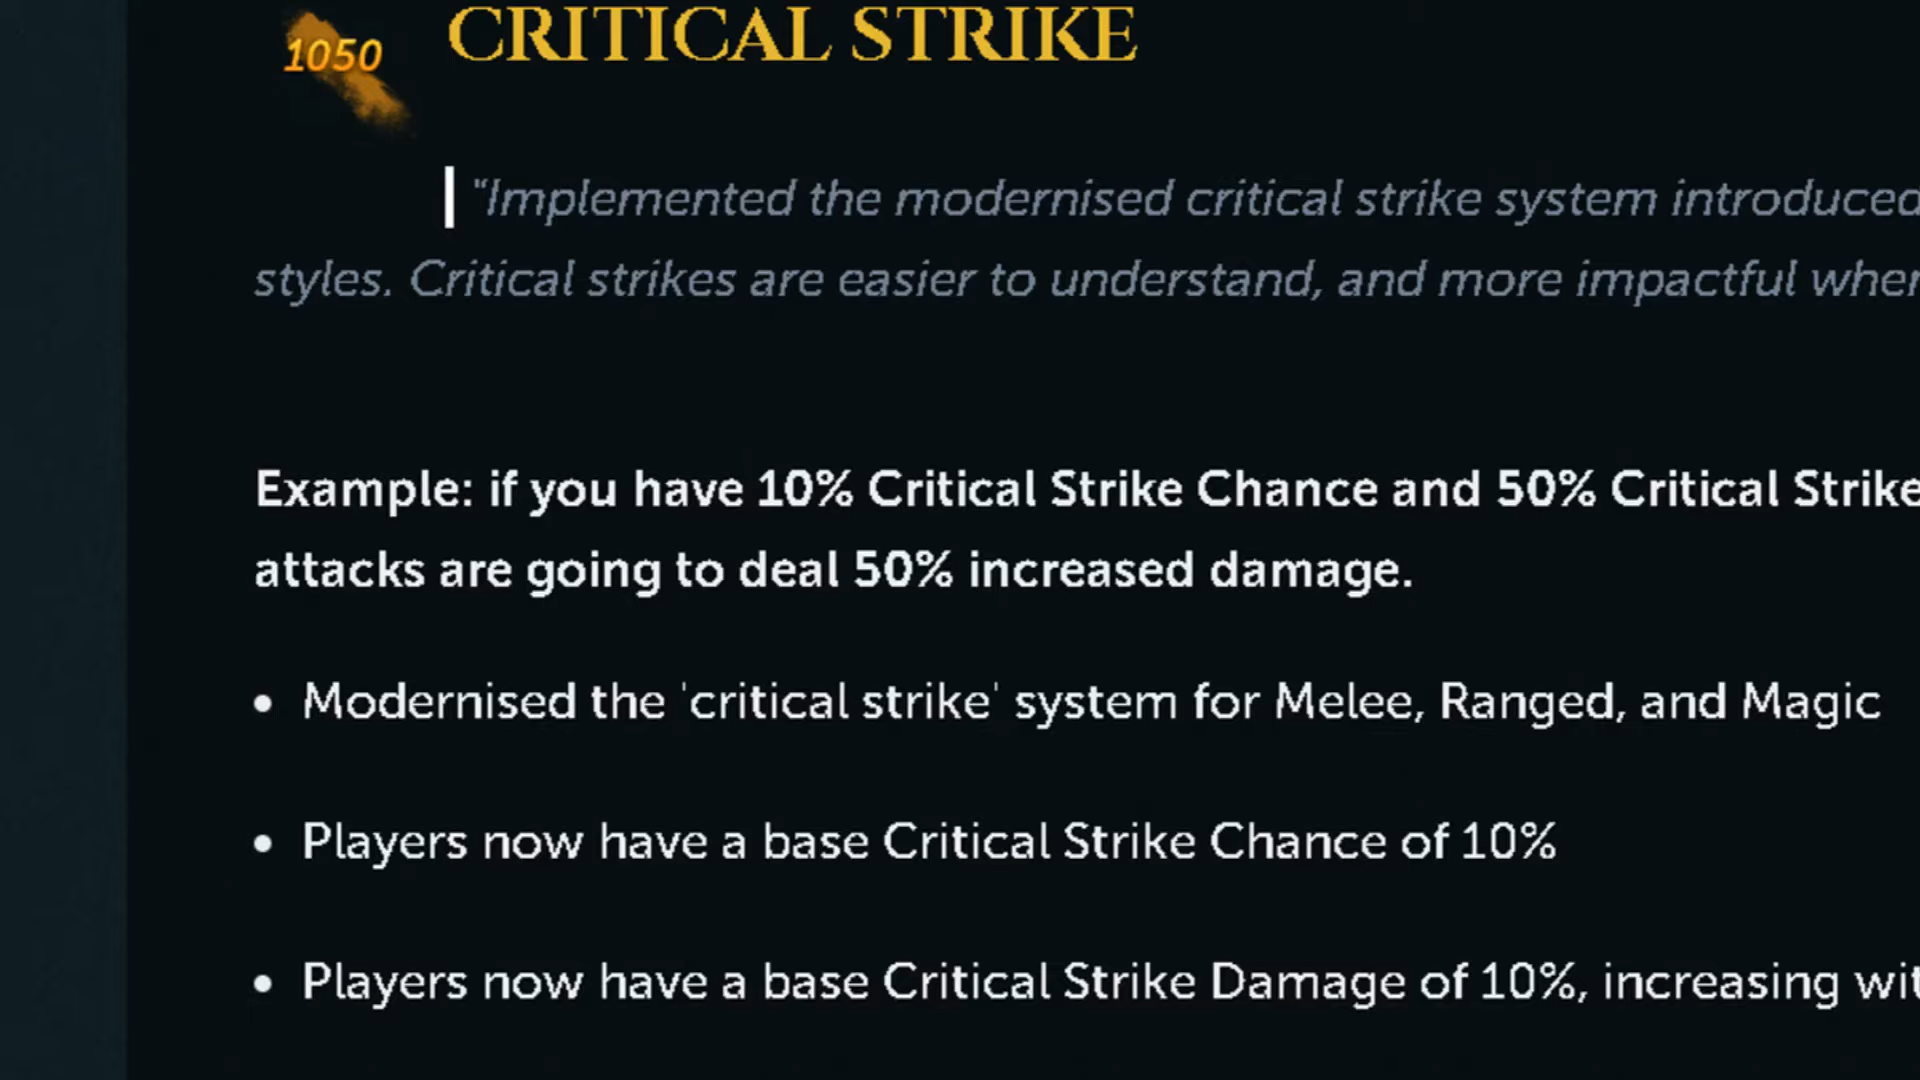 1050
CRITICAL STRIKE
"Implemented the modernised critical strike system introduced
styles. Critical strikes are easier to understand, and more impactful when
Example: if you have 10% Critical Strike Chance and 50% Critical Strike
attacks are going to deal 50% increased damage.
• Modernised the 'critical strike' system for Melee, Ranged, and Magic
• Players now have a base Critical Strike Chance of 10%
• Players now have a base Critical Strike Damage of 10%, increasing